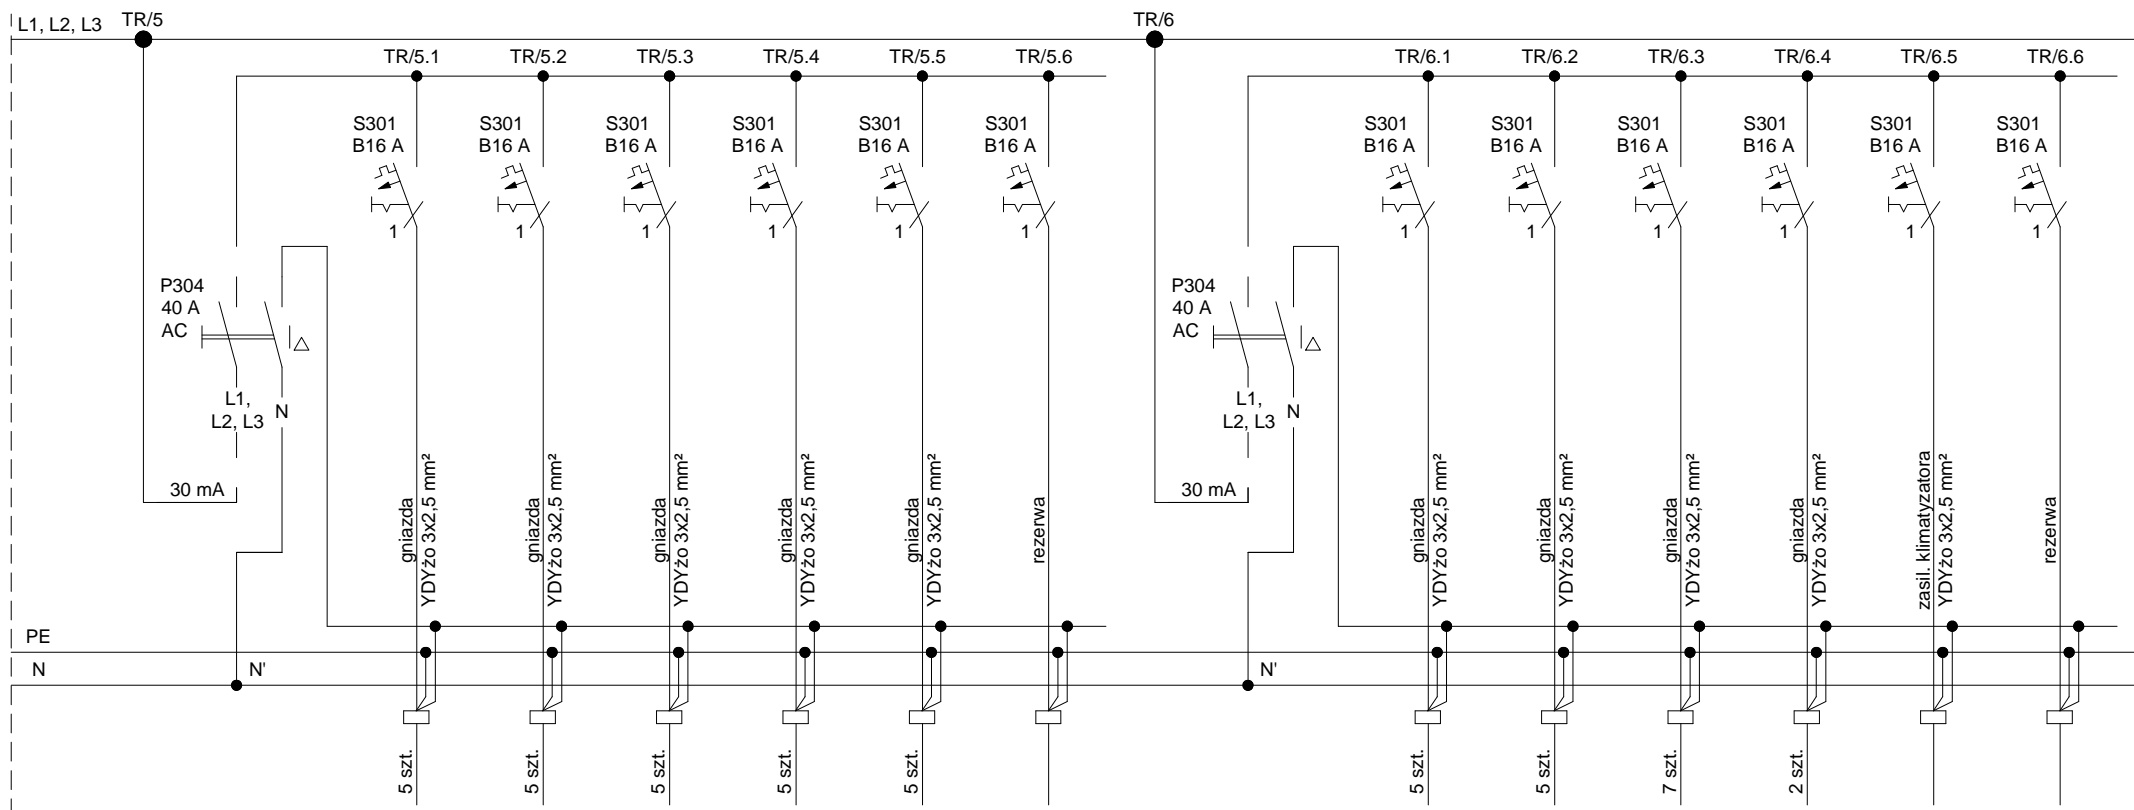 L1, L2, L3
TR/5
TR/6
TR/5.1
TR/5.2
TR/5.3
TR/5.4
TR/5.5
TR/5.6
TR/6.1
TR/6.2
TR/6.3
TR/6.4
TR/6.5
TR/6.6
S301
B16 A
S301
B16 A
S301
B16 A
S301
B16 A
S301
B16 A
S301
B16 A
S301
B16 A
S301
B16 A
S301
B16 A
S301
B16 A
S301
B16 A
S301
B16 A
1
1
1
1
1
1
1
1
1
1
1
1
P304
40 A
AC
L1,
L2, L3
N
30 mA
P304
40 A
AC
L1,
L2, L3
N
30 mA
gniazda
YDYżo 3x2,5 mm²
gniazda
YDYżo 3x2,5 mm²
gniazda
YDYżo 3x2,5 mm²
gniazda
YDYżo 3x2,5 mm²
gniazda
YDYżo 3x2,5 mm²
rezerwa
gniazda
YDYżo 3x2,5 mm²
gniazda
YDYżo 3x2,5 mm²
gniazda
YDYżo 3x2,5 mm²
gniazda
YDYżo 3x2,5 mm²
zasil. klimatyzatora
YDYżo 3x2,5 mm²
rezerwa
PE
N
N'
N'
5 szt.
5 szt.
5 szt.
5 szt.
5 szt.
5 szt.
5 szt.
7 szt.
2 szt.